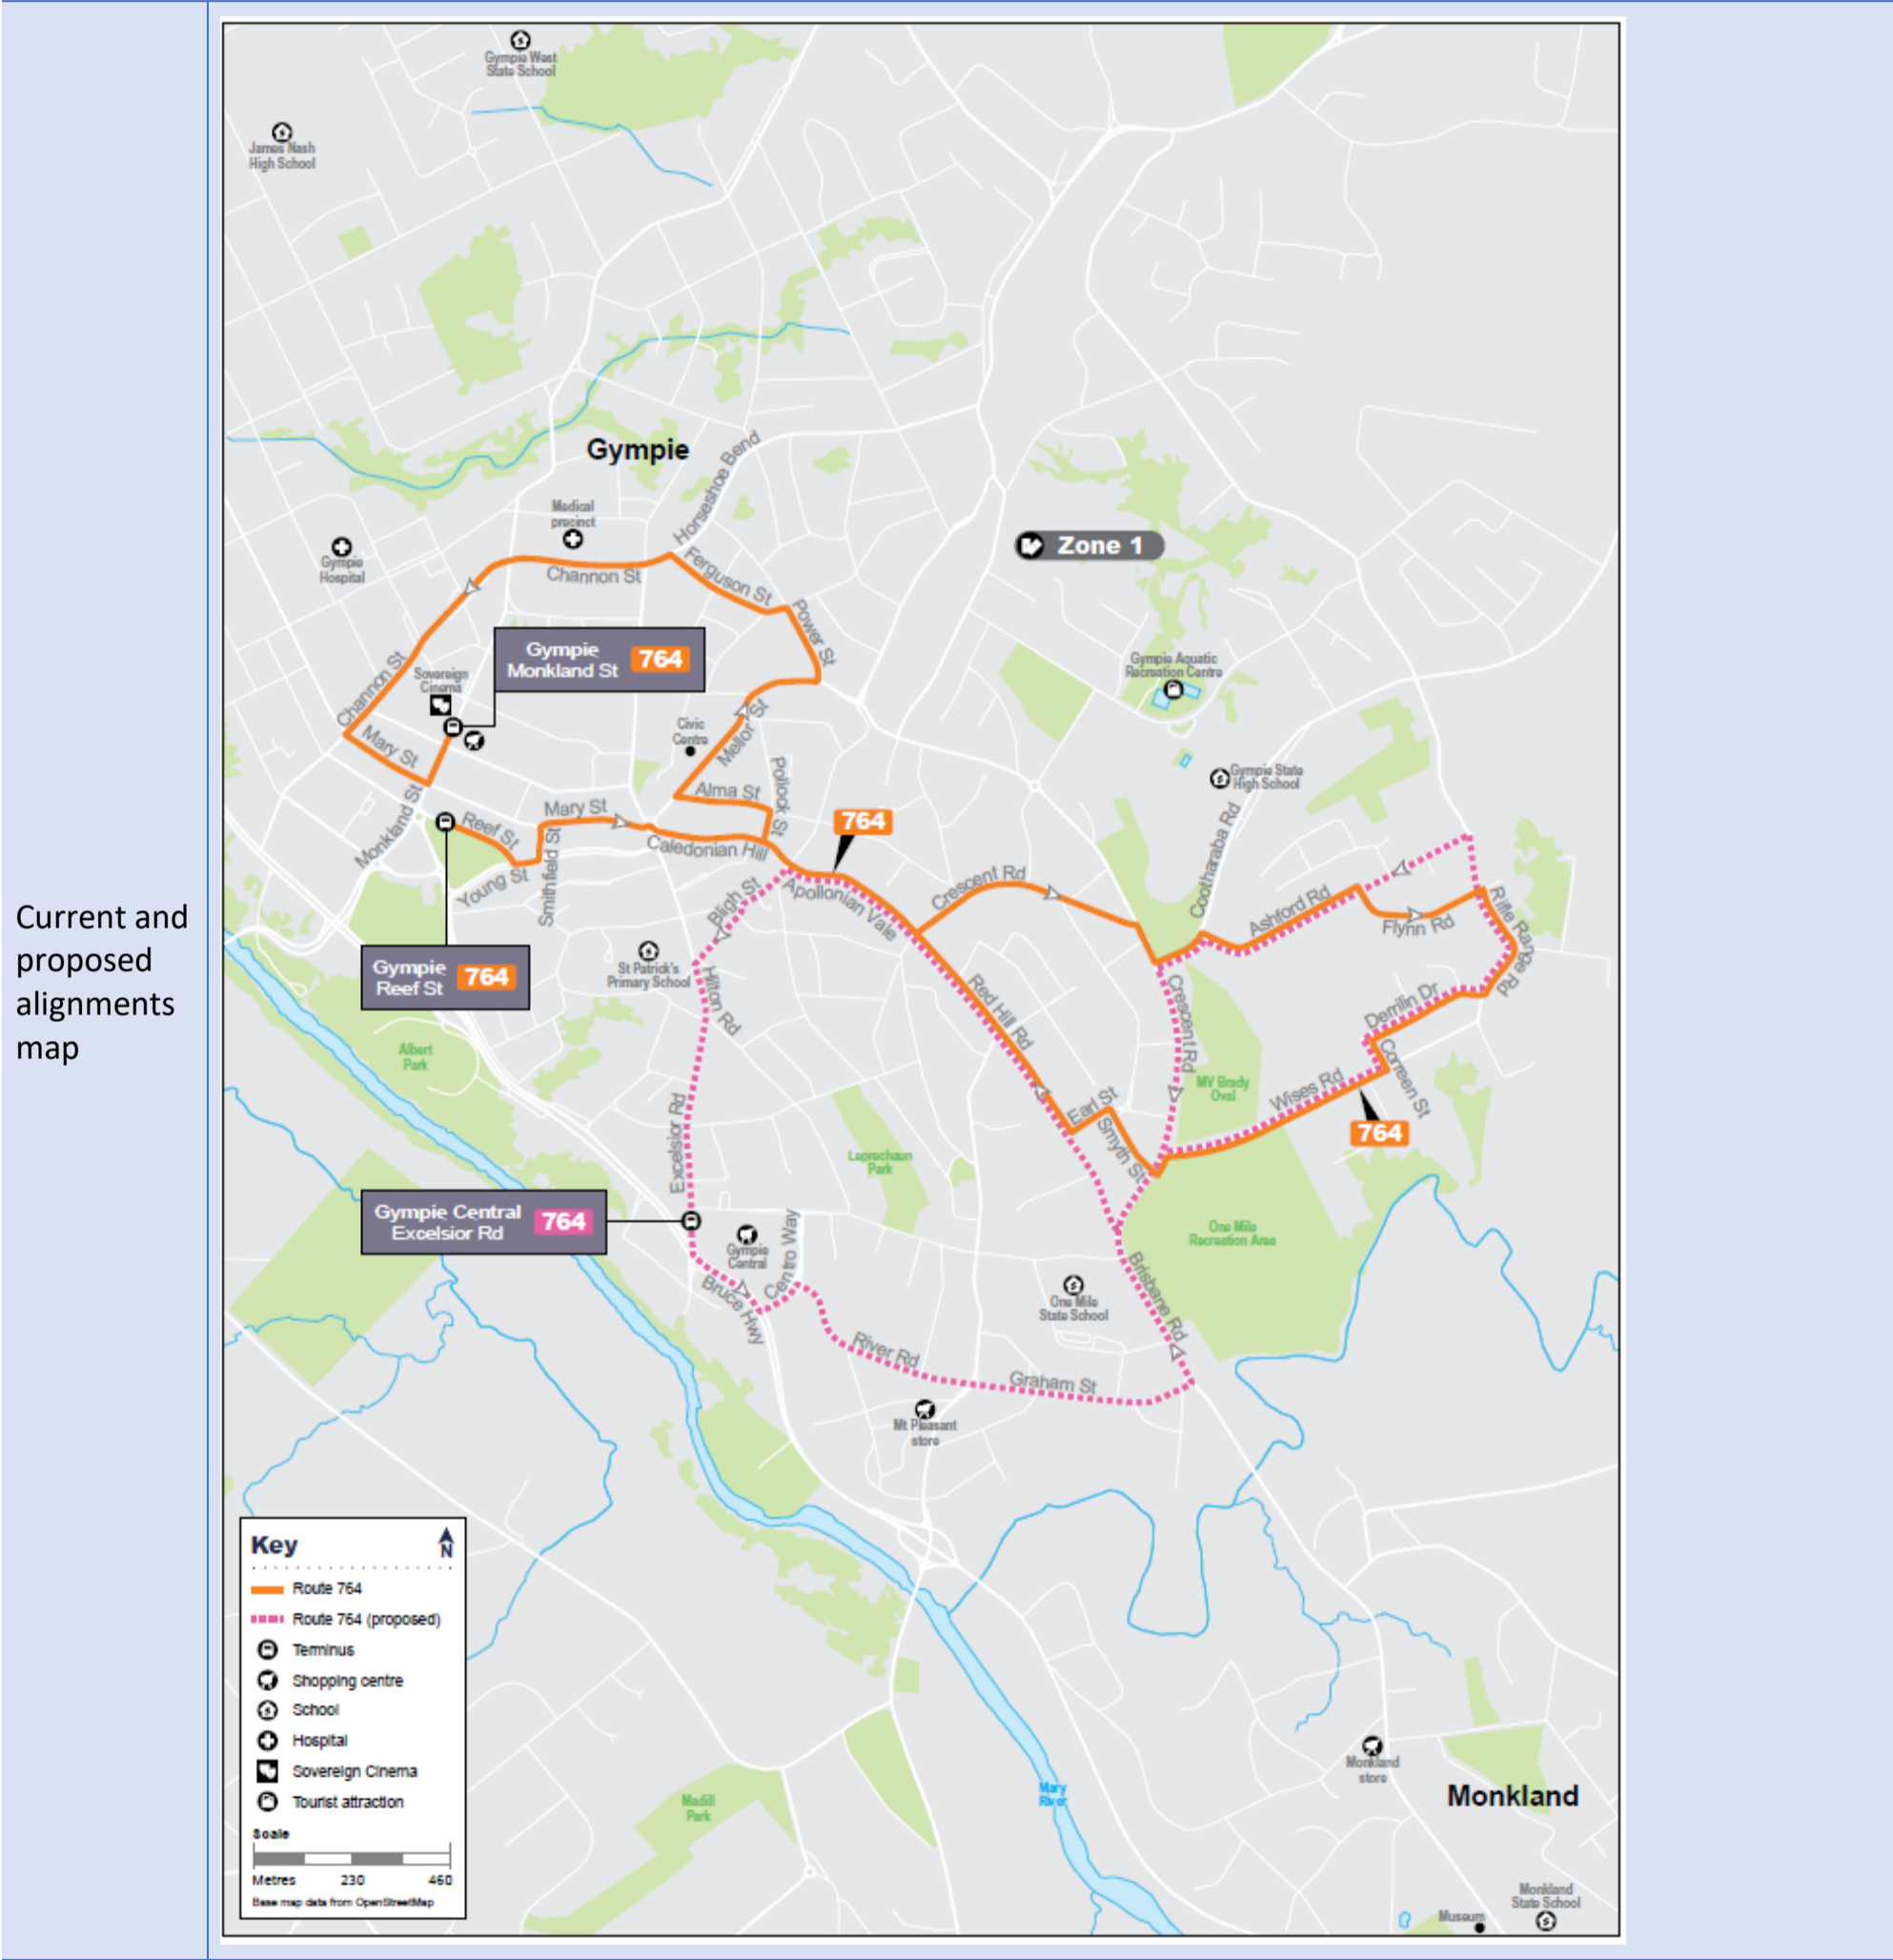 Current and
proposed
alignments
map
Gympie West
State School
James Nash
High School
Gympie
Horseshoe Bend
Medical
precinct
Gympie
Hospital
Zone 1
Channon St
Ferguson St
Power St
Gympie
Monkland St
764
Channon St
Sovereign
Cinema
Gympie Aquatic
Recreation Centre
Mary St
Civic
Centre
Mellor St
Pollock St
Alma St
Gympie State
High School
Cootharaba Rd
Monkland St
Reef St
Mary St
Smithfield St
Young St
Caledonian Hill
764
Apollonian Vale
Bligh St
Crescent Rd
Ashford Rd
Flynn Rd
Rifle Range Rd
Gympie
Reef St
764
St Patrick's
Primary School
Hilton Rd
Red Hill Rd
Crescent Rd
Derrilin Dr
Correen St
Albert
Park
MV Brady
Oval
Wises Rd
764
Earl St
Smyth St
Excelsior Rd
Leprechaun
Park
Gympie Central
Excelsior Rd
764
Gympie
Central
Centro Way
Bruce Hwy
One Mile
Recreation Area
One Mile
State School
Brisbane Rd
River Rd
Graham St
Mt Pleasant
store
Key
N
Route 764
Route 764 (proposed)
Terminus
Shopping centre
School
Hospital
Sovereign Cinema
Tourist attraction
Scale
Metres 230 460
Base map data from OpenStreetMap
Madill
Park
Mary
River
Monkland
store
Monkland
Monkland
State School
Museum